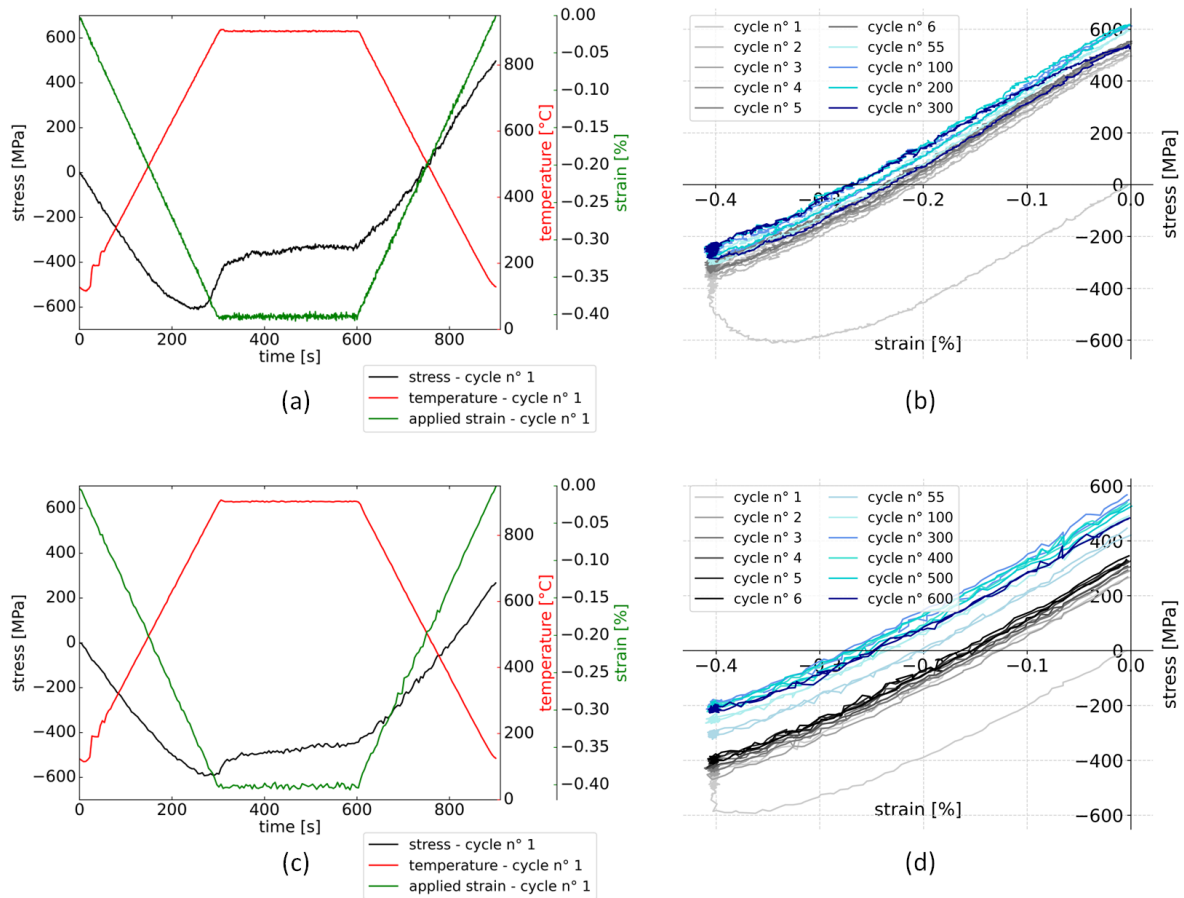 600
400
200
0
−200
−400
−600
stress [MPa]
0
200
400
600
800
time [s]
800
600
400
200
0
temperature [°C]
0.00
−0.05
−0.10
−0.15
−0.20
−0.25
−0.30
−0.35
−0.40
strain [%]
stress - cycle n° 1
temperature - cycle n° 1
applied strain - cycle n° 1
(a)
cycle n° 1
cycle n° 2
cycle n° 3
cycle n° 4
cycle n° 5
cycle n° 6
cycle n° 55
cycle n° 100
cycle n° 200
cycle n° 300
600
400
200
0
−200
−400
−600
stress [MPa]
−0.4
−0.2
−0.1
0.0
strain [%]
(b)
600
400
200
0
−200
−400
−600
stress [MPa]
0
200
400
600
800
time [s]
800
600
400
200
0
temperature [°C]
0.00
−0.05
−0.10
−0.15
−0.20
−0.25
−0.30
−0.35
−0.40
strain [%]
stress - cycle n° 1
temperature - cycle n° 1
applied strain - cycle n° 1
(c)
cycle n° 1
cycle n° 2
cycle n° 3
cycle n° 4
cycle n° 5
cycle n° 6
cycle n° 55
cycle n° 100
cycle n° 300
cycle n° 400
cycle n° 500
cycle n° 600
600
400
200
0
−200
−400
−600
stress [MPa]
−0.4
−0.2
−0.1
0.0
strain [%]
(d)